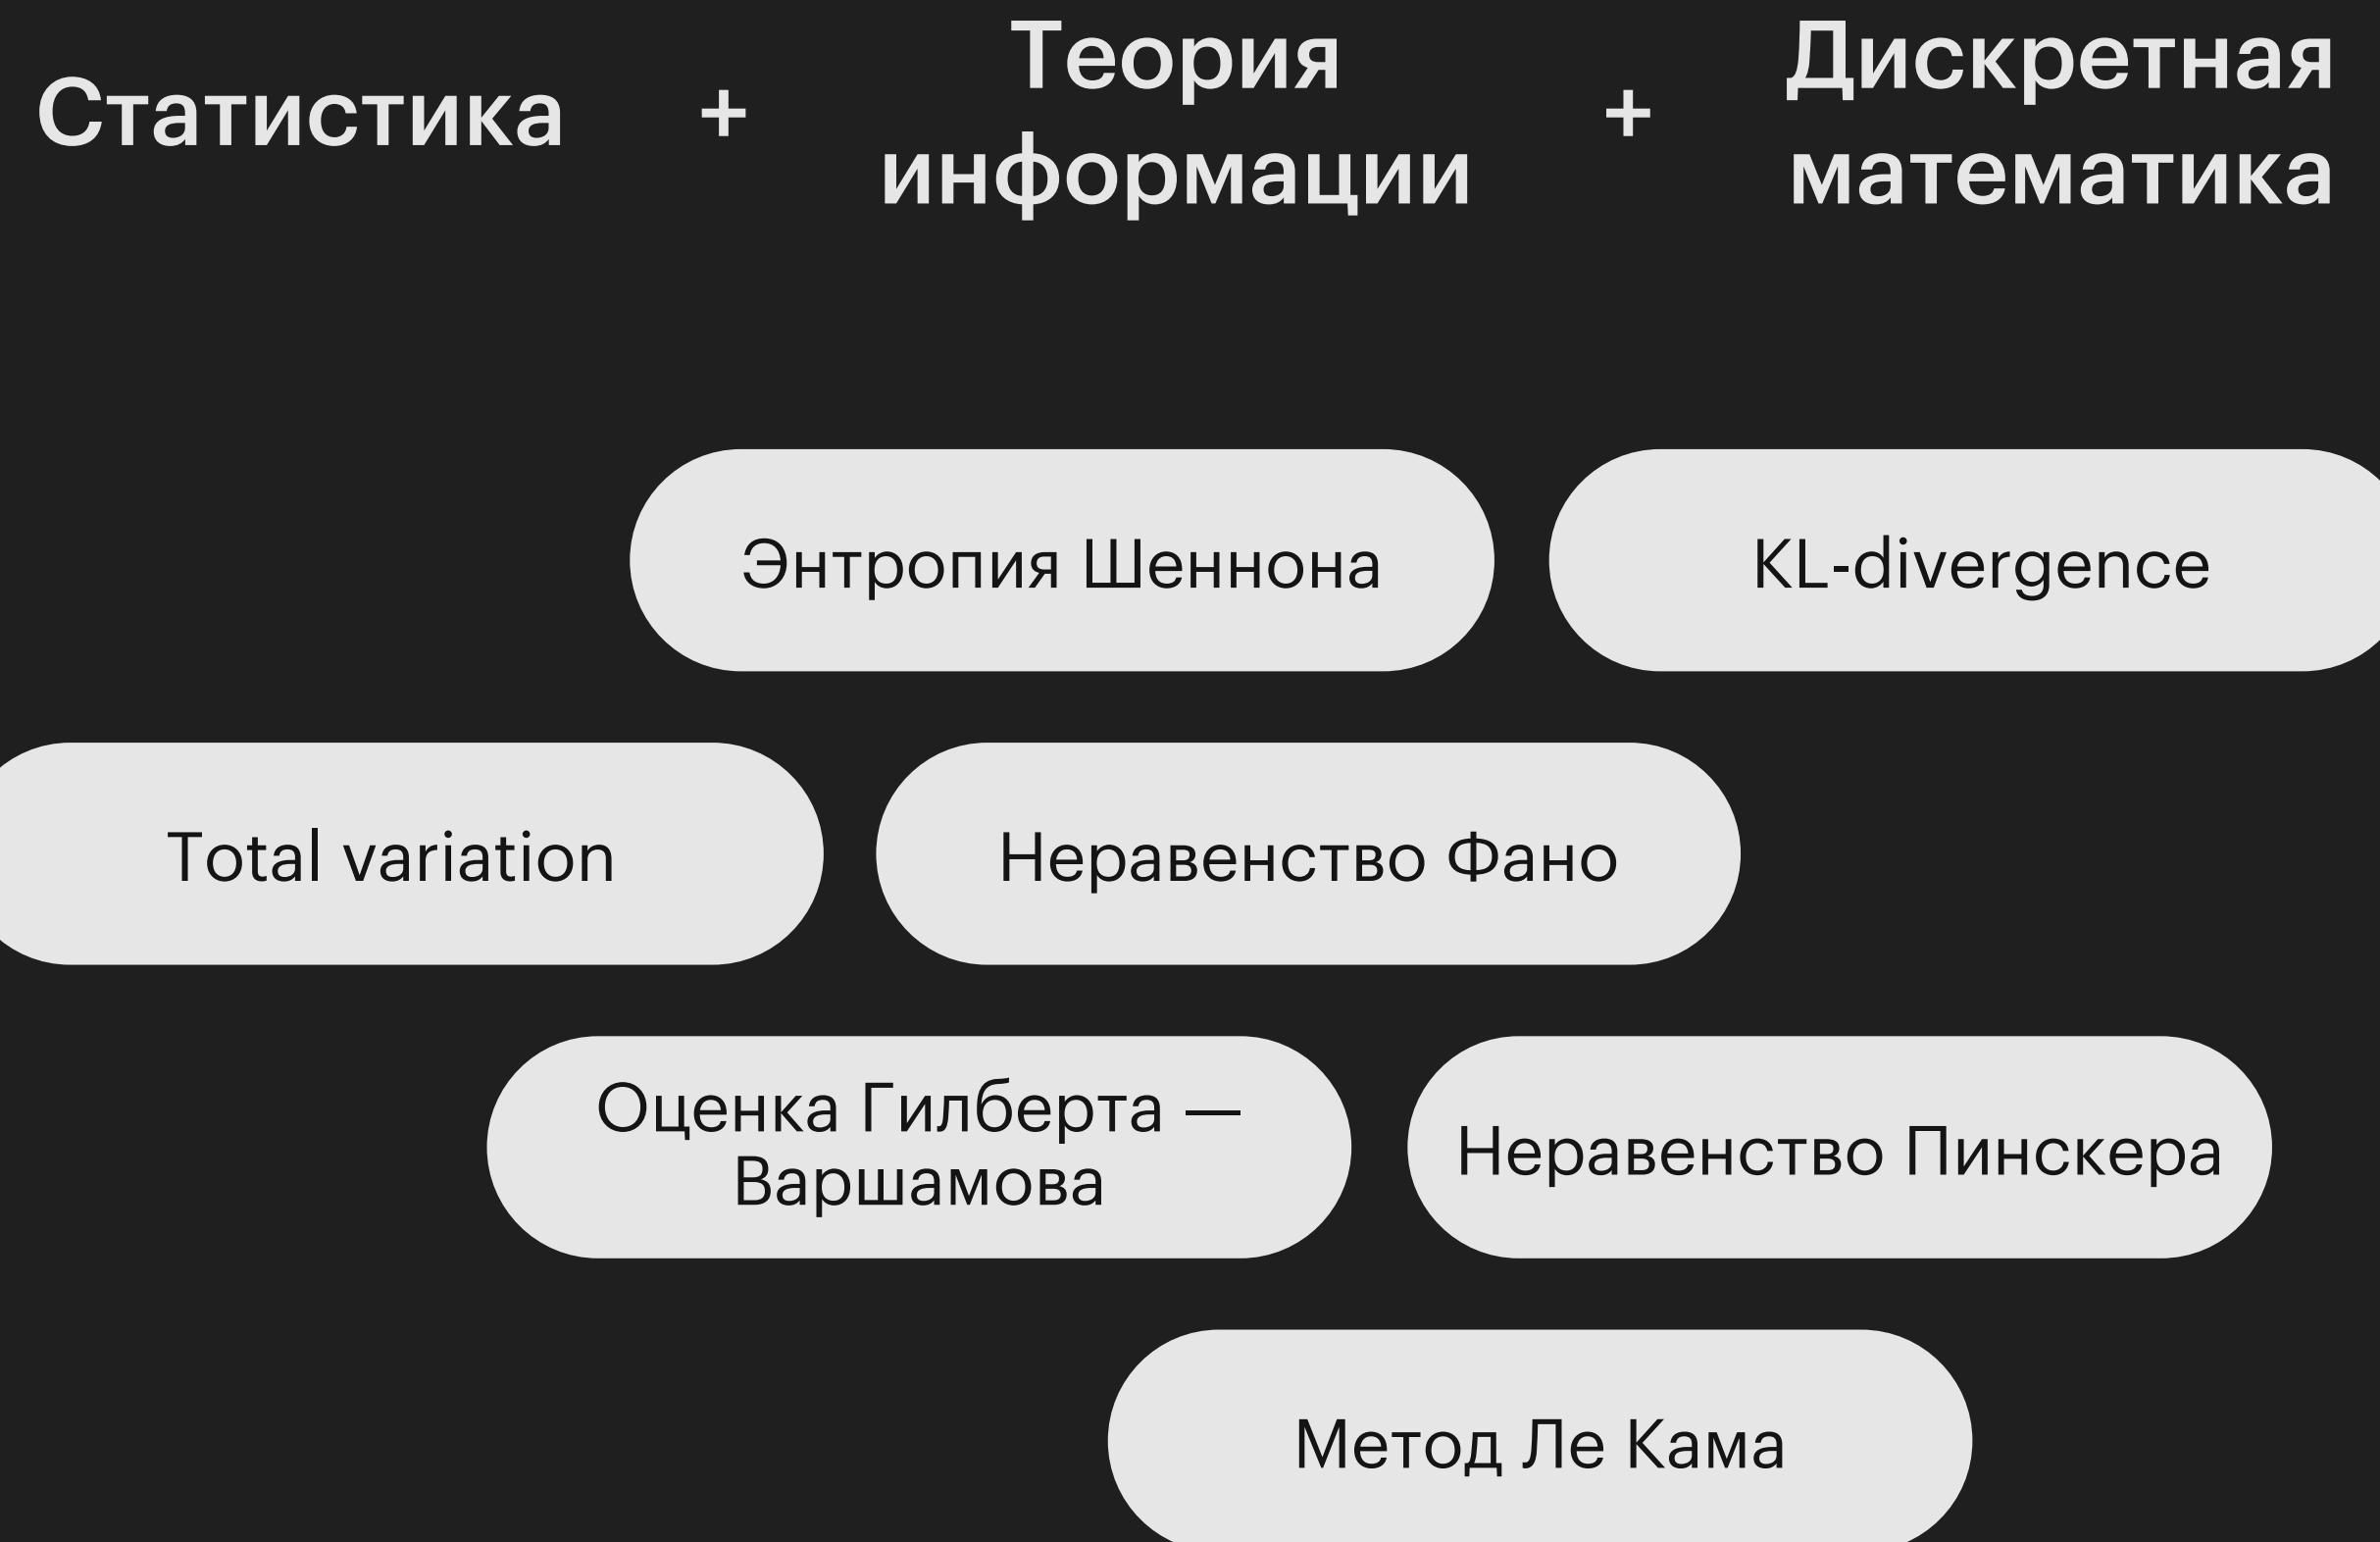 Статистика
+
Теория
информации
+
Дискретная
математика
Энтропия Шеннона
KL-divergence
Total variation
Неравенство Фано
Оценка Гилберта —
Варшамова
Неравенство Пинскера
Метод Ле Кама